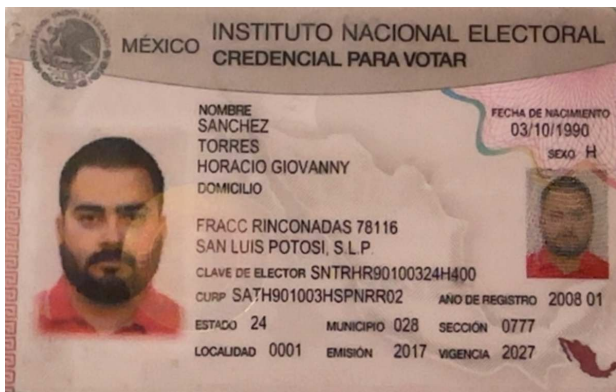 MÉXICO INSTITUTO NACIONAL ELECTORAL
CREDENCIAL PARA VOTAR
NOMBRE
SANCHEZ
TORRES
HORACIO GIOVANNY
DOMICILIO
FECHA DE NACIMIENTO
03/10/1990
SEXO H
FRACC RINCONADAS 78116
SAN LUIS POTOSI, S.L.P.
CLAVE DE ELECTOR SNTRHR90100324H400
CURP SATH901003HSPNRR02 AÑO DE REGISTRO 2008 01
ESTADO 24 MUNICIPIO 028 SECCIÓN 0777
LOCALIDAD 0001 EMISIÓN 2017 VIGENCIA 2027